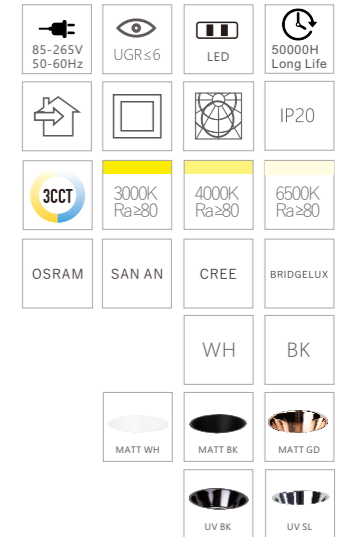 85-265V
50-60Hz
UGR≤6
LED
50000H
Long Life
IP20
3CCT
3000K
Ra≥80
4000K
Ra≥80
6500K
Ra≥80
OSRAM
SAN AN
CREE
BRIDGELUX
WH
BK
MATT WH
MATT BK
MATT GD
UV BK
UV SL